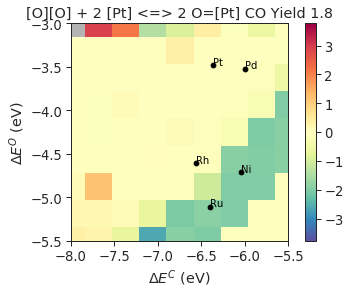 [O][O] + 2 [Pt] <=> 2 O=[Pt] CO Yield 1.8
−3.0
−3.5
−4.0
−4.5
−5.0
−5.5
ΔE^O (eV)
Pt
Pd
Rh
Ni
Ru
−8.0 −7.5 −7.0 −6.5 −6.0 −5.5
ΔE^C (eV)
3
2
1
0
−1
−2
−3